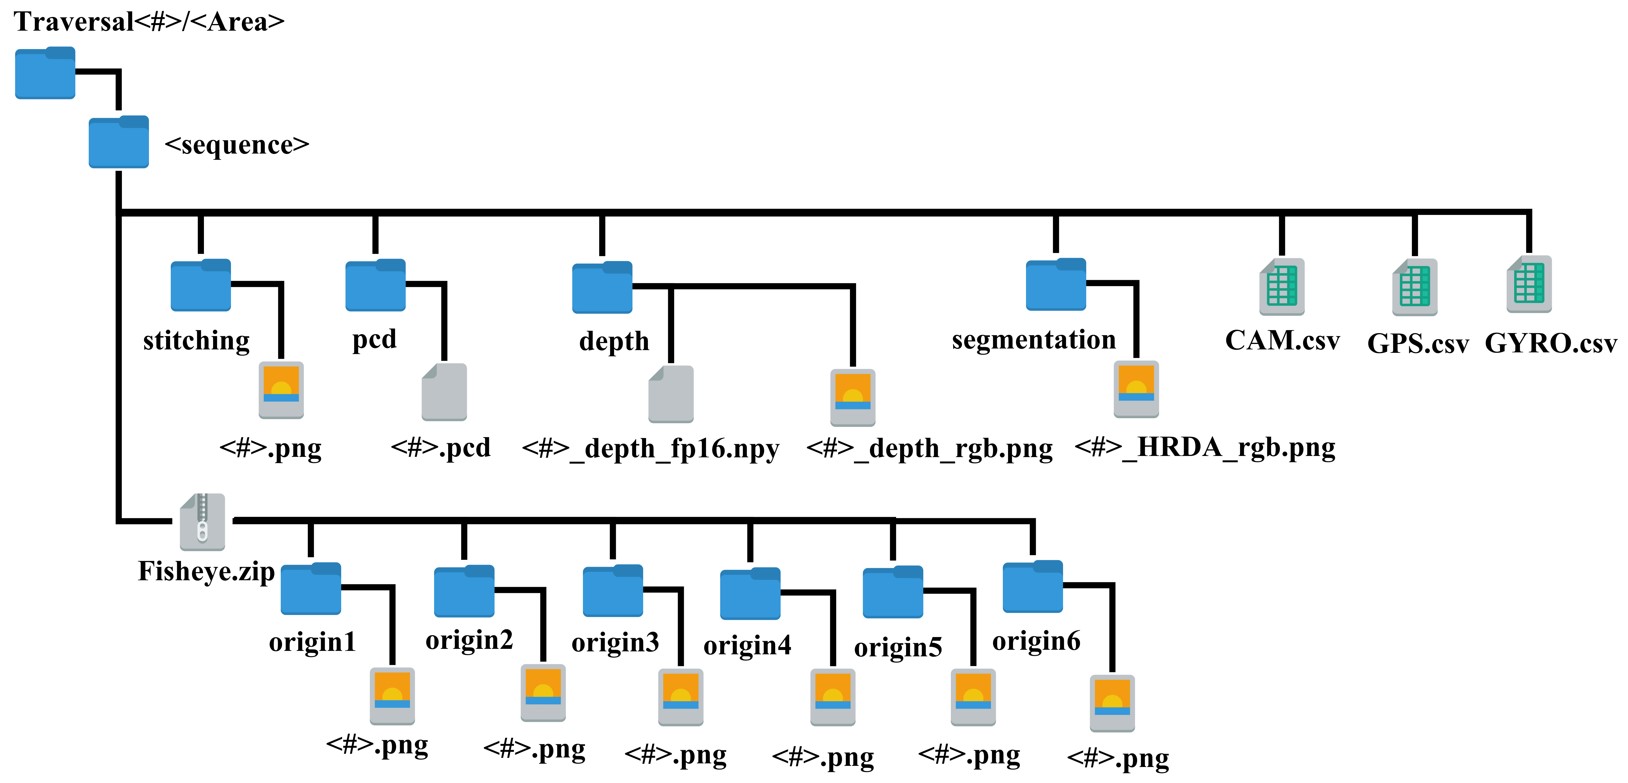 Traversal<#>/<Area>
<sequence>
stitching
pcd
depth
segmentation
CAM.csv
GPS.csv
GYRO.csv
<#>.png
<#>.pcd
<#>_depth_fp16.npy
<#>_depth_rgb.png
<#>_HRDA_rgb.png
Fisheye.zip
origin1
origin2
origin3
origin4
origin5
origin6
<#>.png
<#>.png
<#>.png
<#>.png
<#>.png
<#>.png